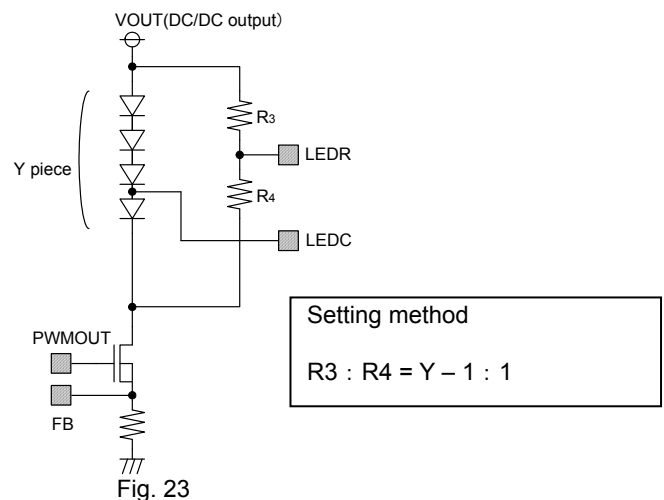 VOUT(DC/DC output)
R3
LEDR
Y piece
R4
LEDC
PWMOUT
FB
Setting method
R3 : R4 = Y – 1 : 1
Fig. 23